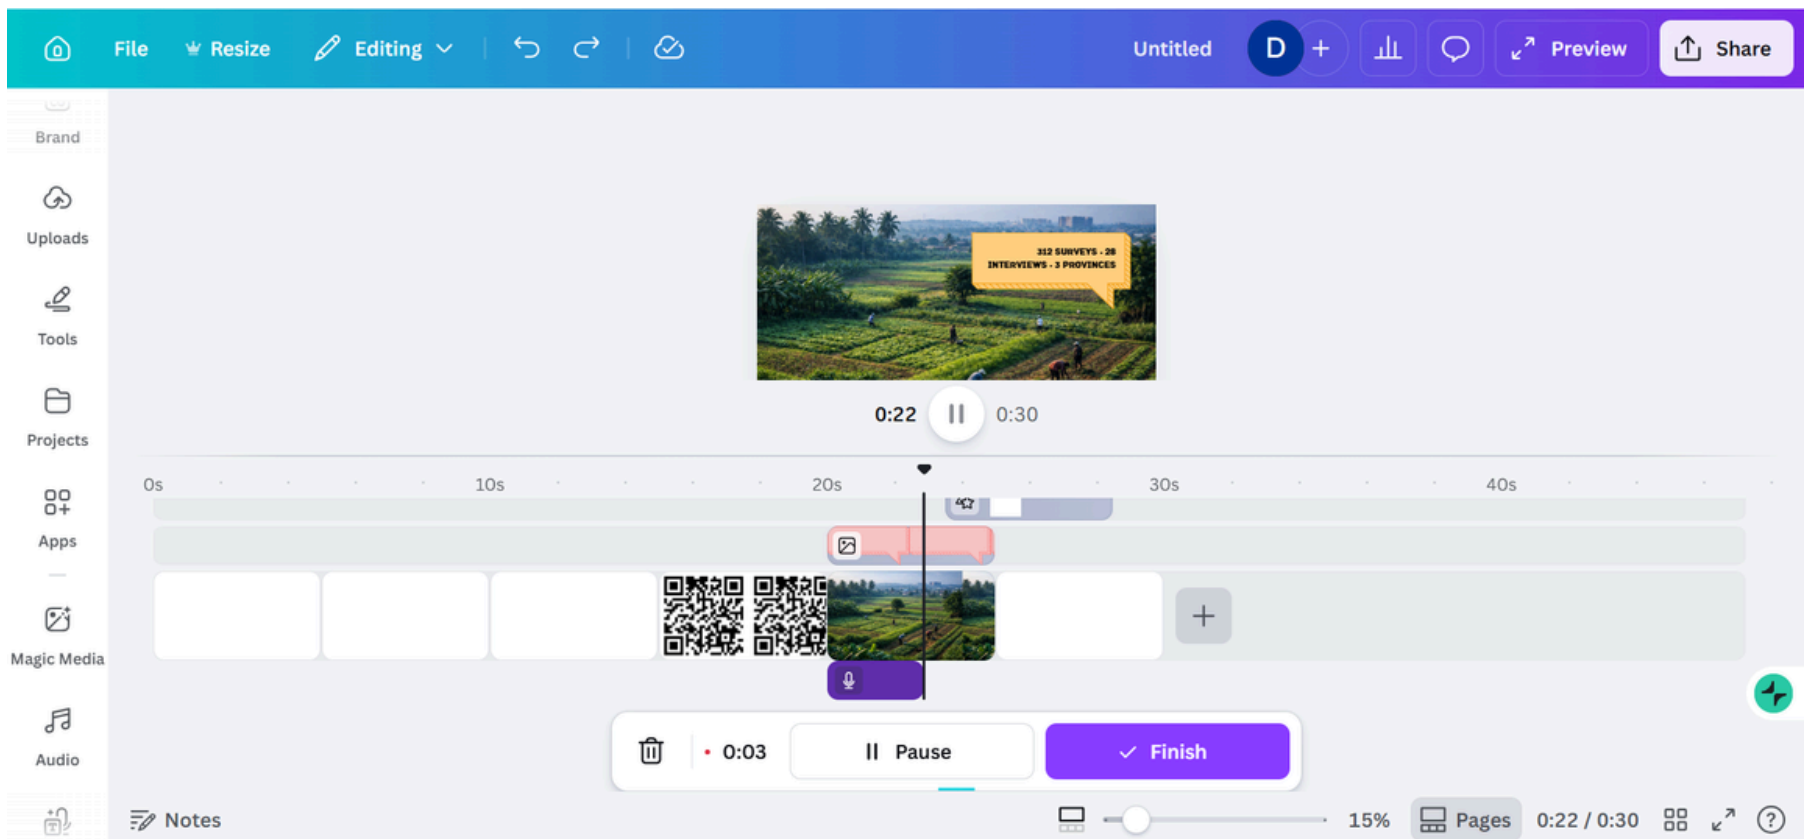 File
Resize
Editing
Untitled
D
Preview
Share
Brand
Uploads
Tools
Projects
Apps
Magic Media
Audio
312 SURVEYS - 28
INTERVIEWS - 3 PROVINCES
0:22
0:30
0s
10s
20s
30s
40s
0:03
Pause
Finish
Notes
15%
Pages
0:22 / 0:30